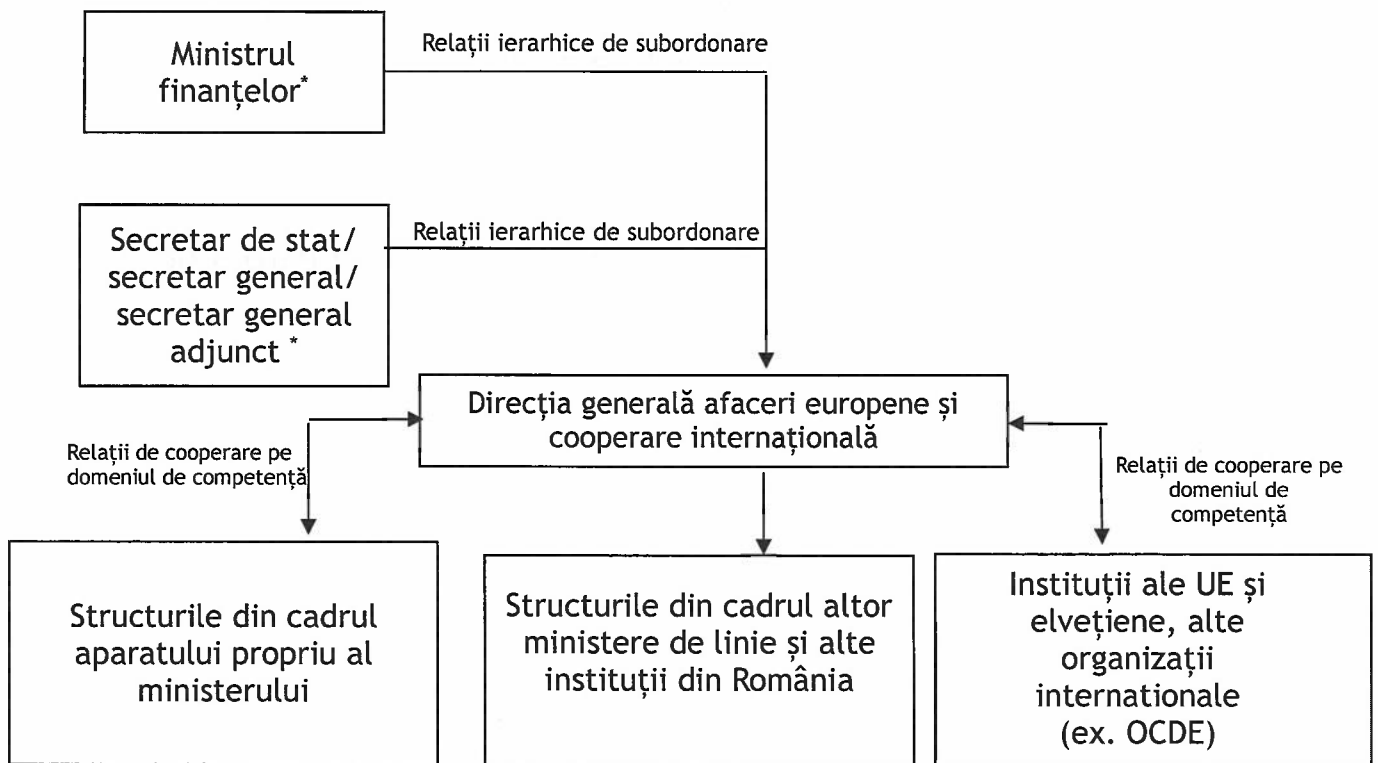 Ministrul
finanțelor*
Relații ierarhice de subordonare
Secretar de stat/
secretar general/
secretar general
adjunct *
Relații ierarhice de subordonare
Direcția generală afaceri europene și
cooperare internațională
Relații de cooperare pe
domeniul de competență
Relații de cooperare pe
domeniul de
competență
Structurile din cadrul
aparatului propriu al
ministerului
Structurile din cadrul altor
ministere de linie și alte
instituții din România
Instituții ale UE și
elvețiene, alte
organizații
internationale
(ex. OCDE)